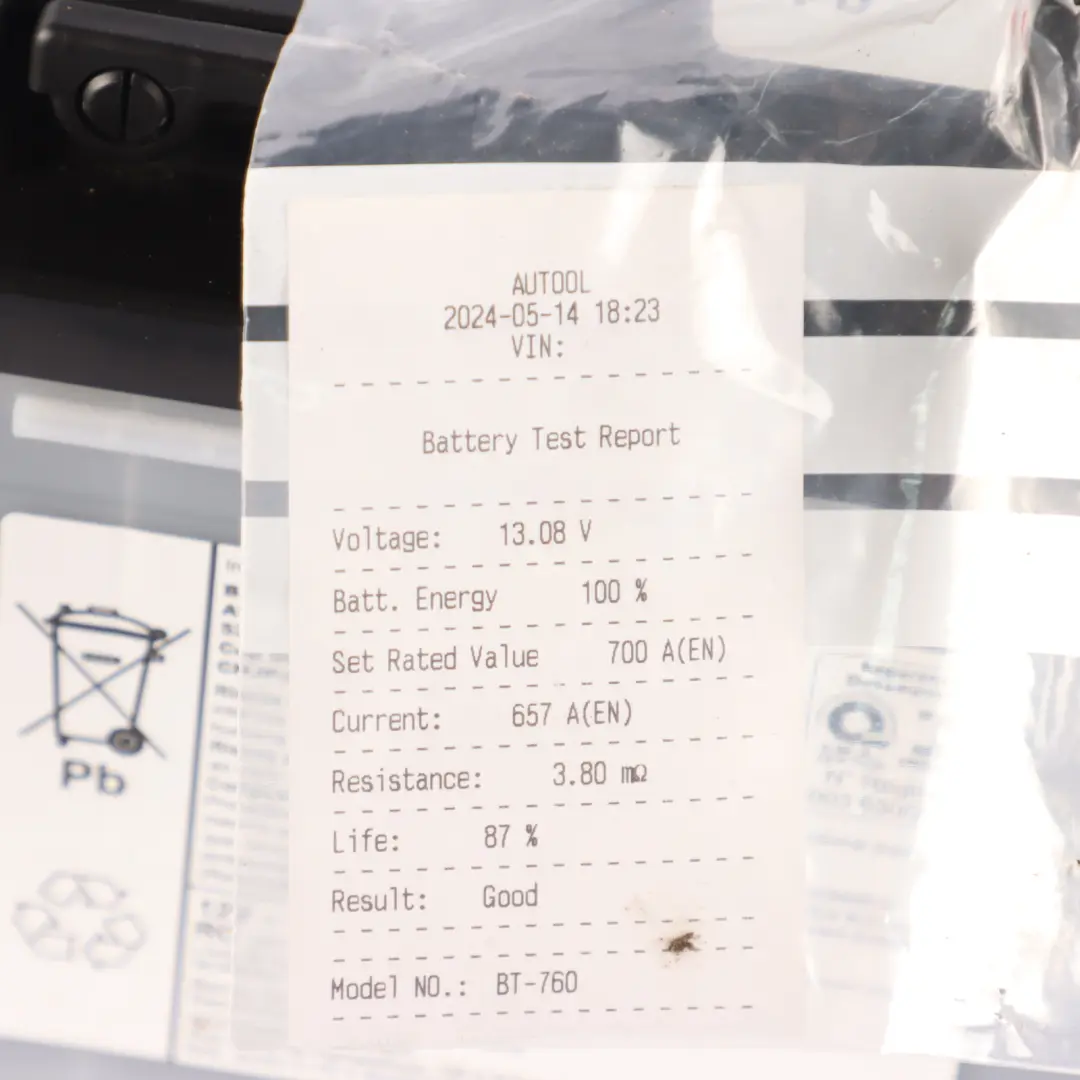 AUTOOL
2024-05-14 18:23
VIN:
Battery Test Report
Voltage: 13.08 V
Batt. Energy 100 %
Set Rated Value 700 A(EN)
Current: 657 A(EN)
Resistance: 3.80 mΩ
Life: 87 %
Result: Good
Model NO.: BT-760
Pb